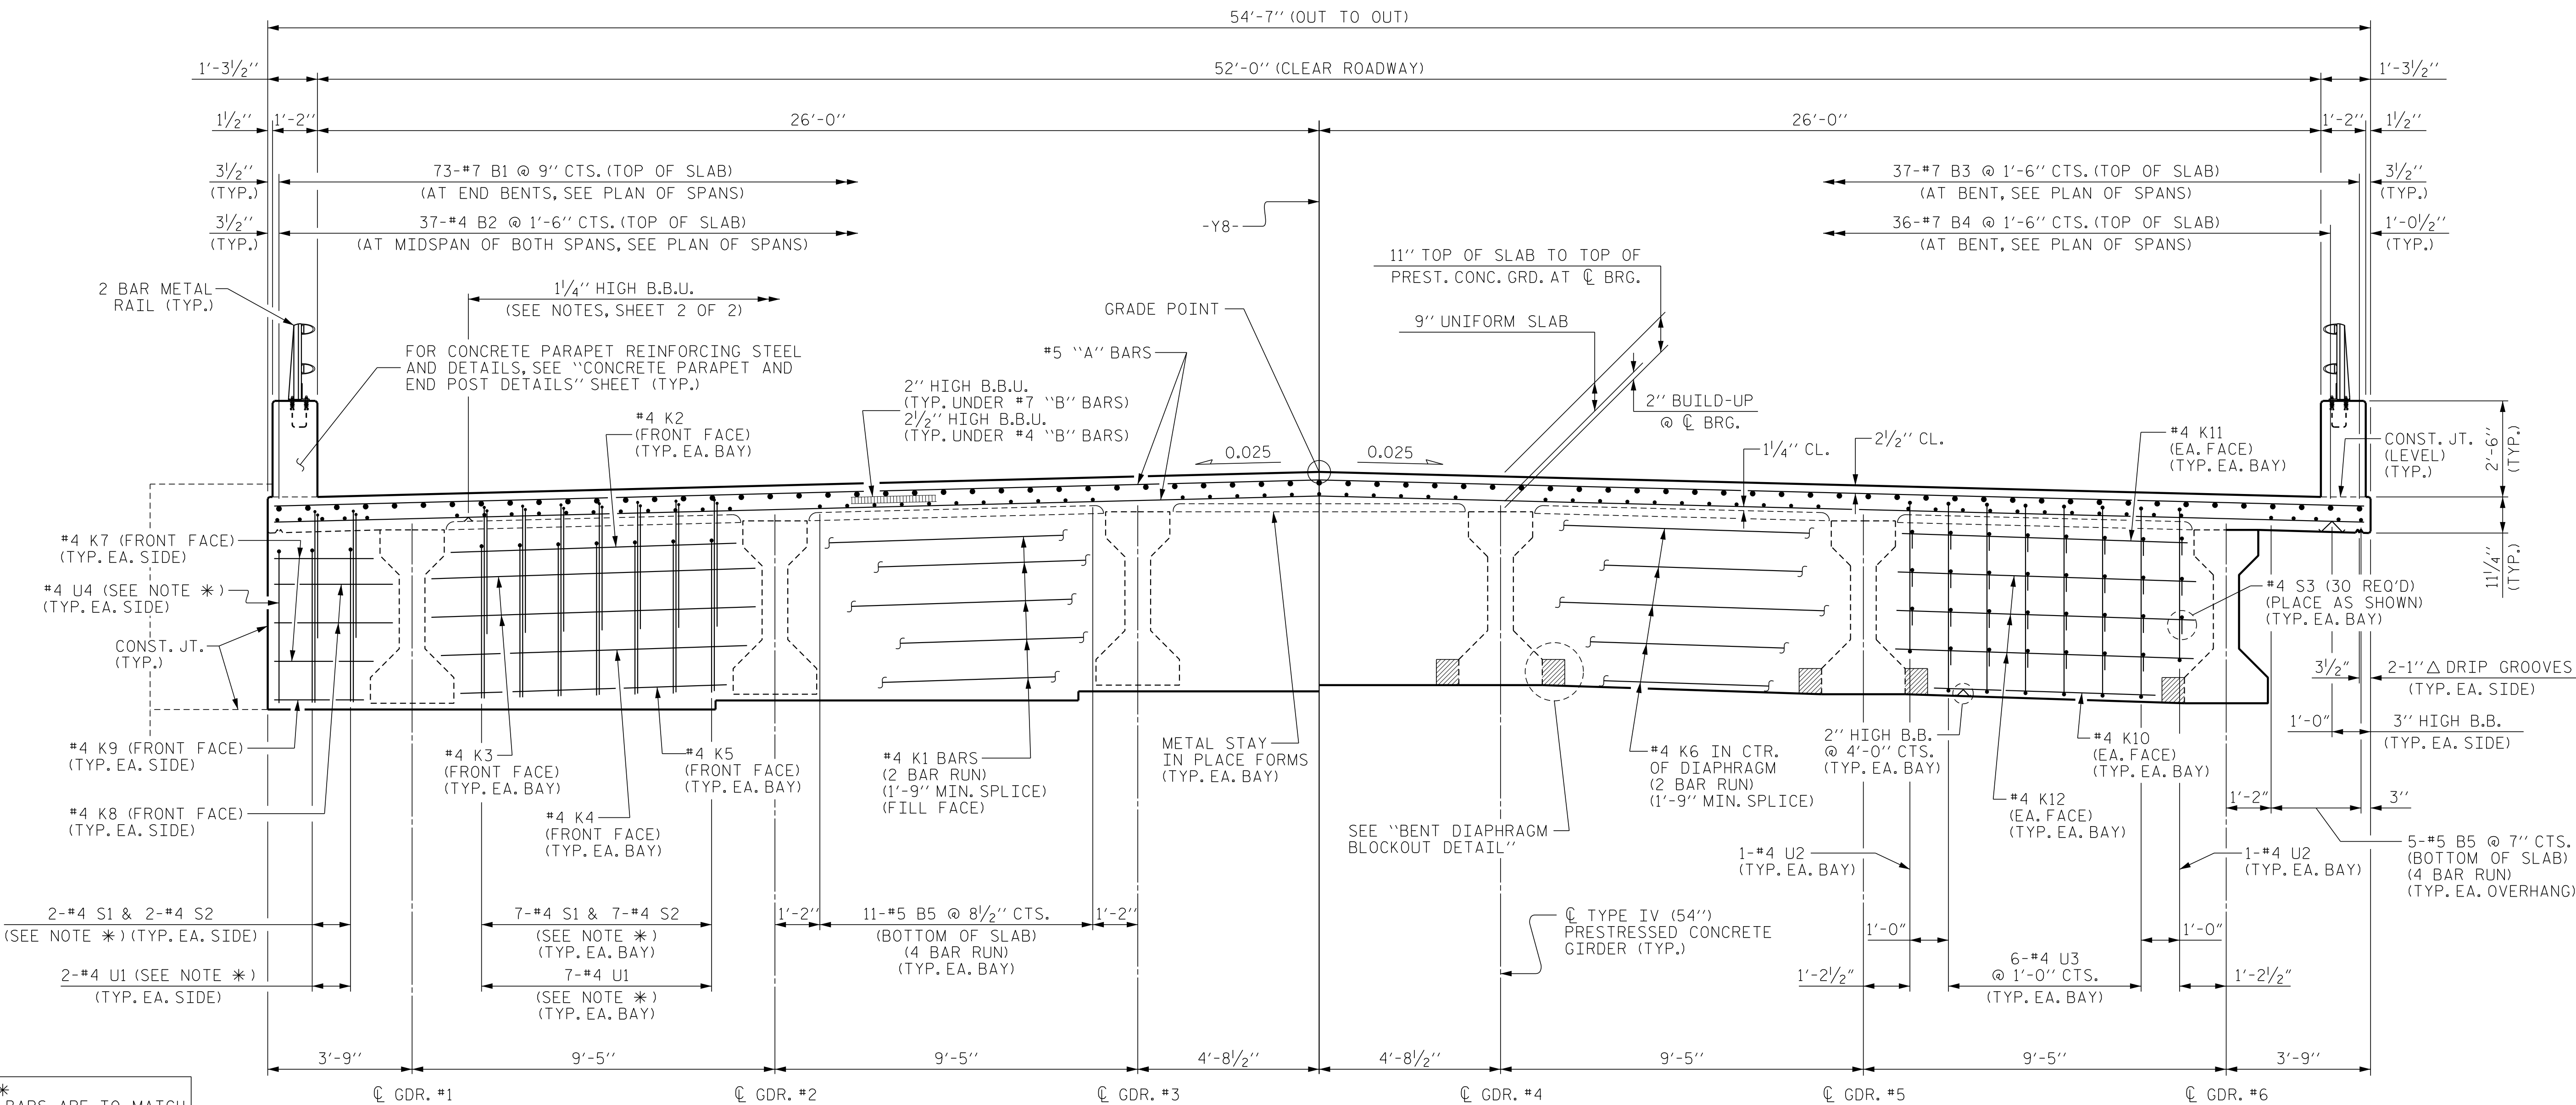 54'-7" (OUT TO OUT)
1'-3½"
52'-0" (CLEAR ROADWAY)
1'-3½"
1½"
1'-2"
26'-0"
26'-0"
1'-2"
1½"
3½"
(TYP.)
73-#7 B1 @ 9" CTS. (TOP OF SLAB)
(AT END BENTS, SEE PLAN OF SPANS)
37-#7 B3 @ 1'-6" CTS. (TOP OF SLAB)
(AT BENT, SEE PLAN OF SPANS)
3½"
(TYP.)
3½"
(TYP.)
37-#4 B2 @ 1'-6" CTS. (TOP OF SLAB)
(AT MIDSPAN OF BOTH SPANS, SEE PLAN OF SPANS)
-Y8-
36-#7 B4 @ 1'-6" CTS. (TOP OF SLAB)
(AT BENT, SEE PLAN OF SPANS)
1'-0½"
(TYP.)
2 BAR METAL
RAIL (TYP.)
1¼" HIGH B.B.U.
(SEE NOTES, SHEET 2 OF 2)
GRADE POINT
11" TOP OF SLAB TO TOP OF
PREST. CONC. GRD. AT ℄ BRG.
9" UNIFORM SLAB
FOR CONCRETE PARAPET REINFORCING STEEL
AND DETAILS, SEE "CONCRETE PARAPET AND
END POST DETAILS" SHEET (TYP.)
#5 "A" BARS
2" HIGH B.B.U.
(TYP. UNDER #7 "B" BARS)
2½" HIGH B.B.U.
(TYP. UNDER #4 "B" BARS)
2" BUILD-UP
@ ℄ BRG.
#4 K2
(FRONT FACE)
(TYP. EA. BAY)
0.025
0.025
1¼" CL.
2½" CL.
#4 K11
(EA. FACE)
(TYP. EA. BAY)
CONST. JT.
(LEVEL)
(TYP.)
2'-6"
(TYP.)
11¼"
(TYP.)
#4 K7 (FRONT FACE)
(TYP. EA. SIDE)
#4 U4 (SEE NOTE ✳)
(TYP. EA. SIDE)
CONST. JT.
(TYP.)
#4 S3 (30 REQ'D)
(PLACE AS SHOWN)
(TYP. EA. BAY)
3½"
2-1" △ DRIP GROOVES
(TYP. EA. SIDE)
1'-0"
3" HIGH B.B.
(TYP. EA. SIDE)
#4 K9 (FRONT FACE)
(TYP. EA. SIDE)
#4 K8 (FRONT FACE)
(TYP. EA. SIDE)
#4 K3
(FRONT FACE)
(TYP. EA. BAY)
#4 K5
(FRONT FACE)
(TYP. EA. BAY)
#4 K4
(FRONT FACE)
(TYP. EA. BAY)
#4 K1 BARS
(2 BAR RUN)
(1'-9" MIN. SPLICE)
(FILL FACE)
METAL STAY
IN PLACE FORMS
(TYP. EA. BAY)
SEE "BENT DIAPHRAGM
BLOCKOUT DETAIL"
#4 K6 IN CTR.
OF DIAPHRAGM
(2 BAR RUN)
(1'-9" MIN. SPLICE)
2" HIGH B.B.
@ 4'-0" CTS.
(TYP. EA. BAY)
#4 K10
(EA. FACE)
(TYP. EA. BAY)
#4 K12
(EA. FACE)
(TYP. EA. BAY)
1'-2"
3"
5-#5 B5 @ 7" CTS.
(BOTTOM OF SLAB)
(4 BAR RUN)
(TYP. EA. OVERHANG)
1-#4 U2
(TYP. EA. BAY)
1-#4 U2
(TYP. EA. BAY)
2-#4 S1 & 2-#4 S2
(SEE NOTE ✳) (TYP. EA. SIDE)
7-#4 S1 & 7-#4 S2
(SEE NOTE ✳)
(TYP. EA. BAY)
1'-2"
11-#5 B5 @ 8½" CTS.
(BOTTOM OF SLAB)
(4 BAR RUN)
(TYP. EA. BAY)
1'-2"
℄ TYPE IV (54")
PRESTRESSED CONCRETE
GIRDER (TYP.)
1'-0"
1'-0"
2-#4 U1 (SEE NOTE ✳)
(TYP. EA. SIDE)
7-#4 U1
(SEE NOTE ✳)
(TYP. EA. BAY)
1'-2½"
6-#4 U3
@ 1'-0" CTS.
(TYP. EA. BAY)
1'-2½"
3'-9"
9'-5"
9'-5"
4'-8½"
4'-8½"
9'-5"
9'-5"
3'-9"
✳
BARS ARE TO MATCH
℄ GDR. #1
℄ GDR. #2
℄ GDR. #3
℄ GDR. #4
℄ GDR. #5
℄ GDR. #6